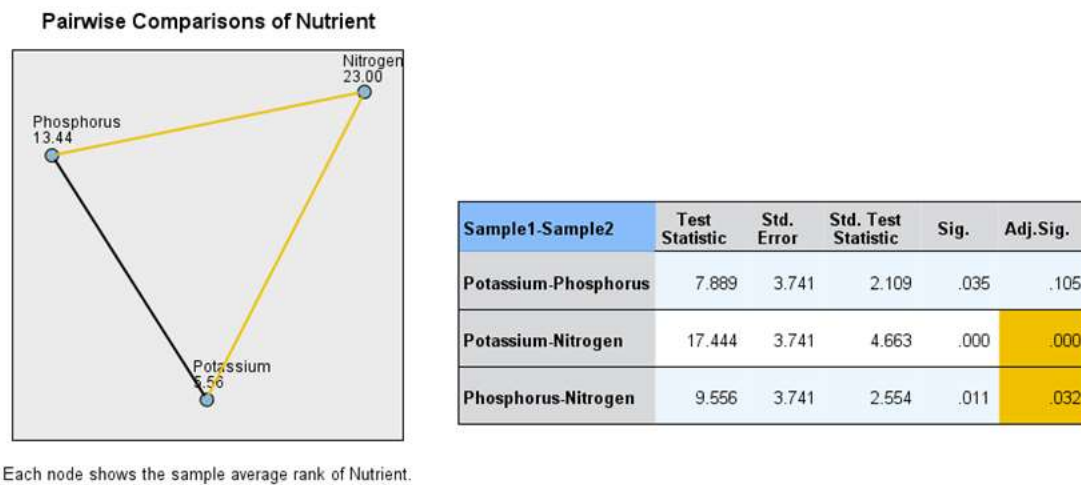 Pairwise Comparisons of Nutrient
Nitrogen
23.00
Phosphorus
13.44
Potassium
5.56
Each node shows the sample average rank of Nutrient.
Sample1-Sample2 Test Statistic Std. Error Std. Test Statistic Sig. Adj.Sig.
Potassium-Phosphorus 7.889 3.741 2.109 .035 .105
Potassium-Nitrogen 17.444 3.741 4.663 .000 .000
Phosphorus-Nitrogen 9.556 3.741 2.554 .011 .032